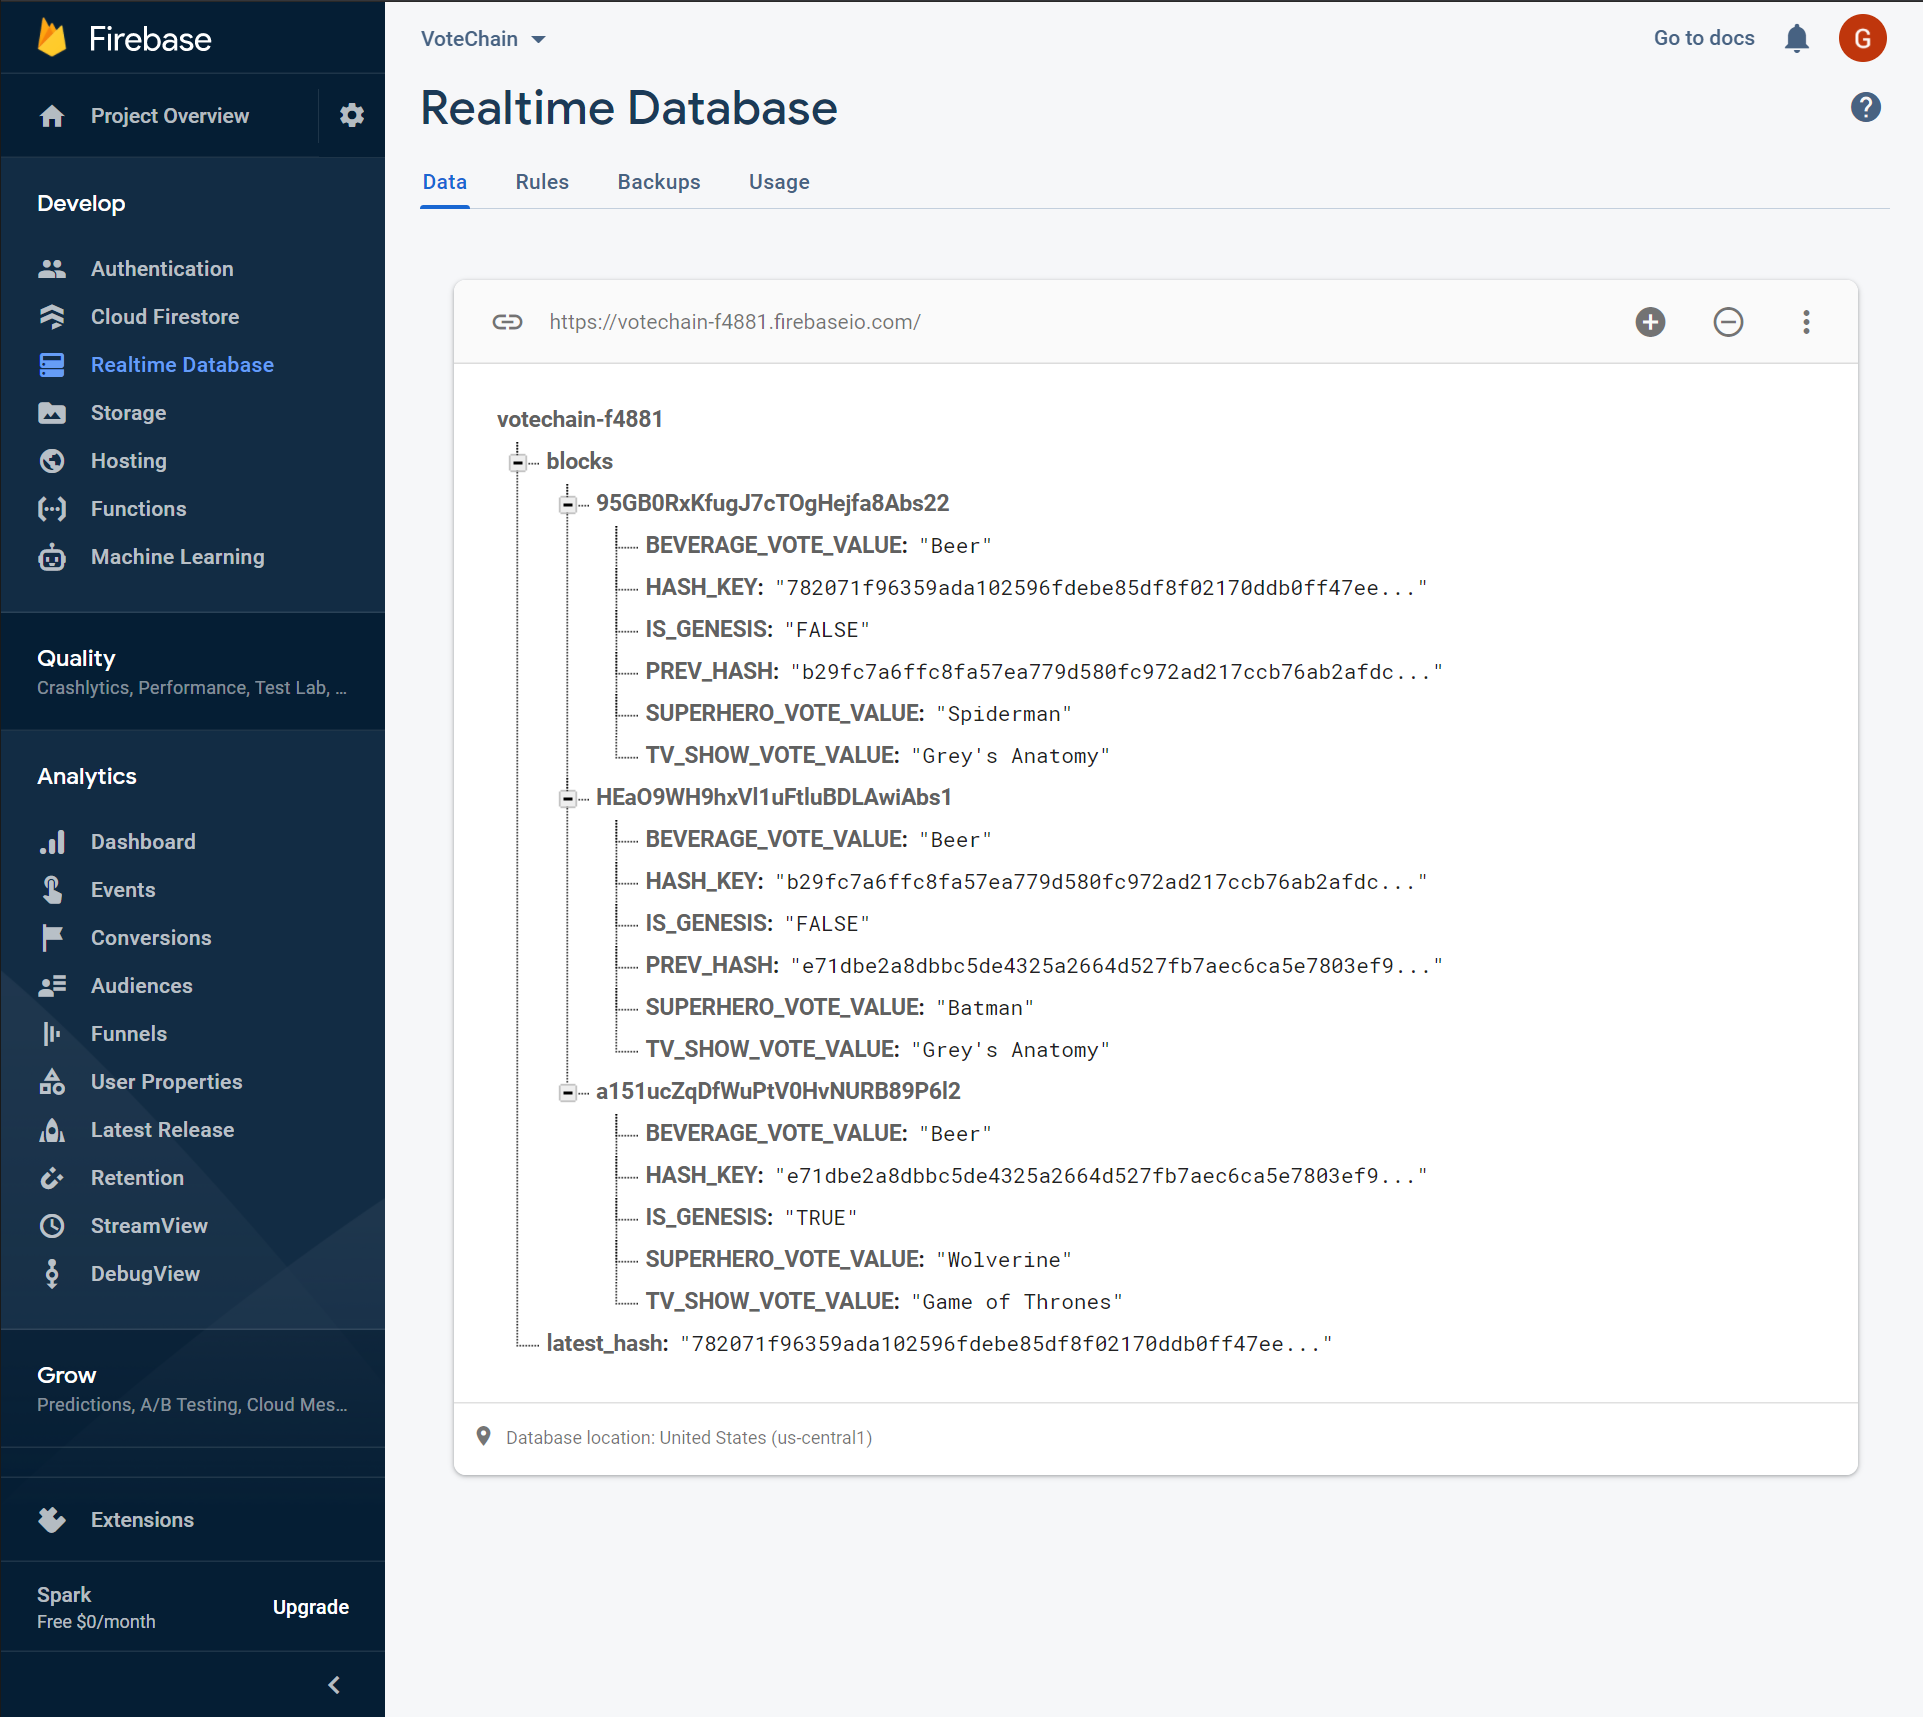 Firebase
Project Overview
Develop
Authentication
Cloud Firestore
Realtime Database
Storage
Hosting
Functions
Machine Learning
Quality
Crashlytics, Performance, Test Lab, ...
Analytics
Dashboard
Events
Conversions
Audiences
Funnels
User Properties
Latest Release
Retention
StreamView
DebugView
Grow
Predictions, A/B Testing, Cloud Mes...
Extensions
Spark
Free $0/month
Upgrade
VoteChain
Go to docs
G
Realtime Database
?
Data Rules Backups Usage
https://votechain-f4881.firebaseio.com/
votechain-f4881
blocks
95GB0RxKfugJ7cTOgHejfa8Abs22
BEVERAGE_VOTE_VALUE: "Beer"
HASH_KEY: "782071f96359ada102596fdebe85df8f02170ddb0ff47ee..."
IS_GENESIS: "FALSE"
PREV_HASH: "b29fc7a6ffc8fa57ea779d580fc972ad217ccb76ab2afdc..."
SUPERHERO_VOTE_VALUE: "Spiderman"
TV_SHOW_VOTE_VALUE: "Grey's Anatomy"
HEaO9WH9hxVl1uFtluBDLAwiAbs1
BEVERAGE_VOTE_VALUE: "Beer"
HASH_KEY: "b29fc7a6ffc8fa57ea779d580fc972ad217ccb76ab2afdc..."
IS_GENESIS: "FALSE"
PREV_HASH: "e71dbe2a8dbbc5de4325a2664d527fb7aec6ca5e7803ef9..."
SUPERHERO_VOTE_VALUE: "Batman"
TV_SHOW_VOTE_VALUE: "Grey's Anatomy"
a151ucZqDfWuPtV0HvNURB89P6l2
BEVERAGE_VOTE_VALUE: "Beer"
HASH_KEY: "e71dbe2a8dbbc5de4325a2664d527fb7aec6ca5e7803ef9..."
IS_GENESIS: "TRUE"
SUPERHERO_VOTE_VALUE: "Wolverine"
TV_SHOW_VOTE_VALUE: "Game of Thrones"
latest_hash: "782071f96359ada102596fdebe85df8f02170ddb0ff47ee..."
Database location: United States (us-central1)